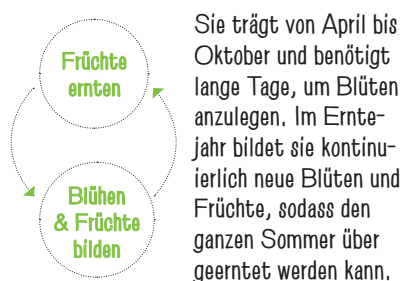 Früchte
ernten
Blühen
& Früchte
bilden
Sie trägt von April bis
Oktober und benötigt
lange Tage, um Blüten
anzulegen. Im Ernte-
jahr bildet sie kontinu-
ierlich neue Blüten und
Früchte, sodass den
ganzen Sommer über
geerntet werden kann.